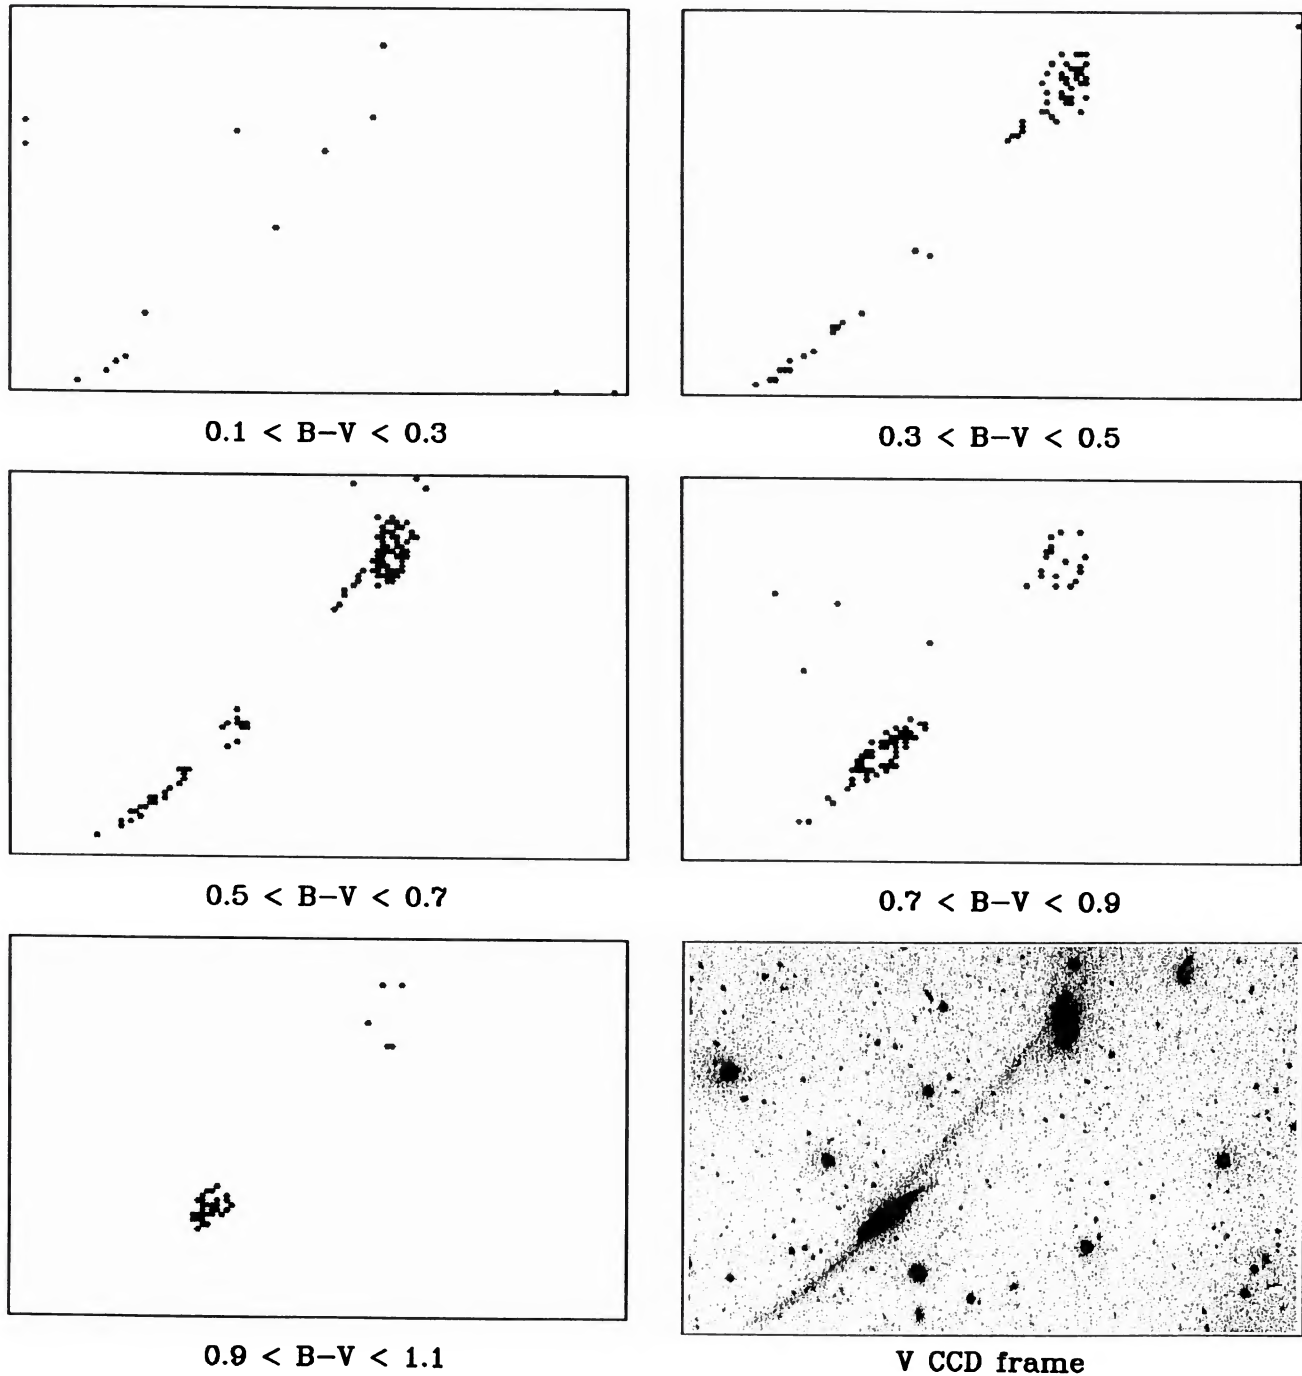 0.1 < B–V < 0.3
0.3 < B–V < 0.5
0.5 < B–V < 0.7
0.7 < B–V < 0.9
0.9 < B–V < 1.1
V CCD frame